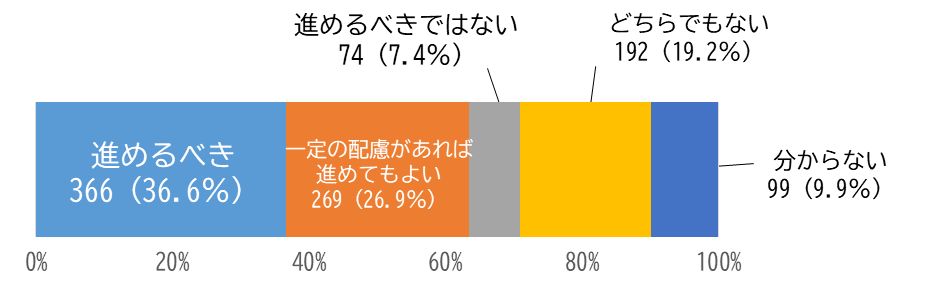 進めるべきではない
74（7.4%）
どちらでもない
192（19.2%）
進めるべき
366（36.6%）
一定の配慮があれば
進めてもよい
269（26.9%）
分からない
99（9.9%）
0% 20% 40% 60% 80% 100%